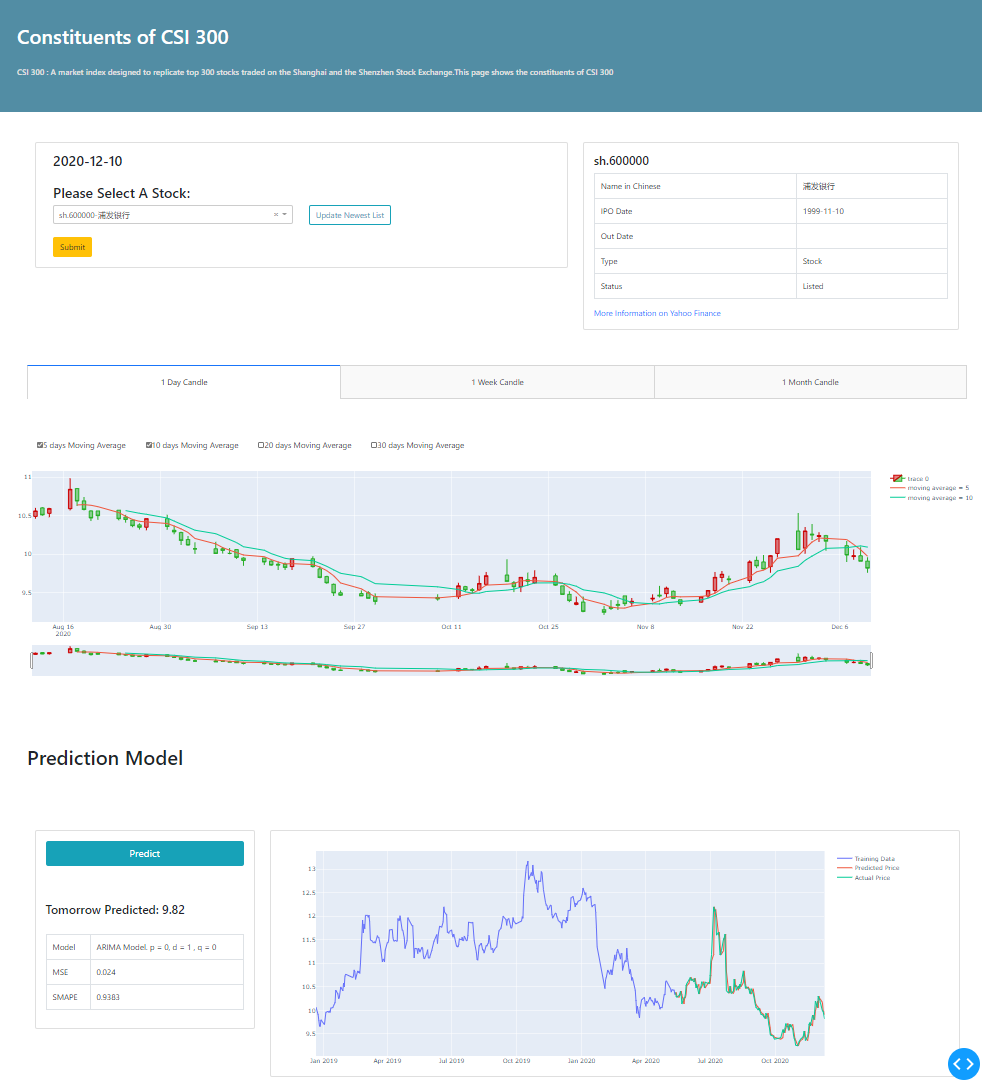 Constituents of CSI 300
CSI 300 : A market index designed to replicate top 300 stocks traded on the Shanghai and the Shenzhen Stock Exchange.This page shows the constituents of CSI 300
2020-12-10
Please Select A Stock:
sh.600000-浦发银行 × 
Update Newest List
Submit
sh.600000
Name in Chinese 浦发银行
IPO Date 1999-11-10
Out Date
Type Stock
Status Listed
More Information on Yahoo Finance
1 Day Candle 1 Week Candle 1 Month Candle
5 days Moving Average 10 days Moving Average 20 days Moving Average 30 days Moving Average
11
10.5
10
9.5
Aug 16 Aug 30 Sep 13 Sep 27 Oct 11 Oct 25 Nov 8 Nov 22 Dec 6
2020
trace 0
moving average = 5
moving average = 10
Prediction Model
Predict
Tomorrow Predicted: 9.82
Model ARIMA Model. p = 0, d = 1 , q = 0
MSE 0.024
SMAPE 0.9383
13
12.5
12
11.5
11
10.5
10
9.5
Jan 2019 Apr 2019 Jul 2019 Oct 2019 Jan 2020 Apr 2020 Jul 2020 Oct 2020
Training Data
Predicted Price
Actual Price